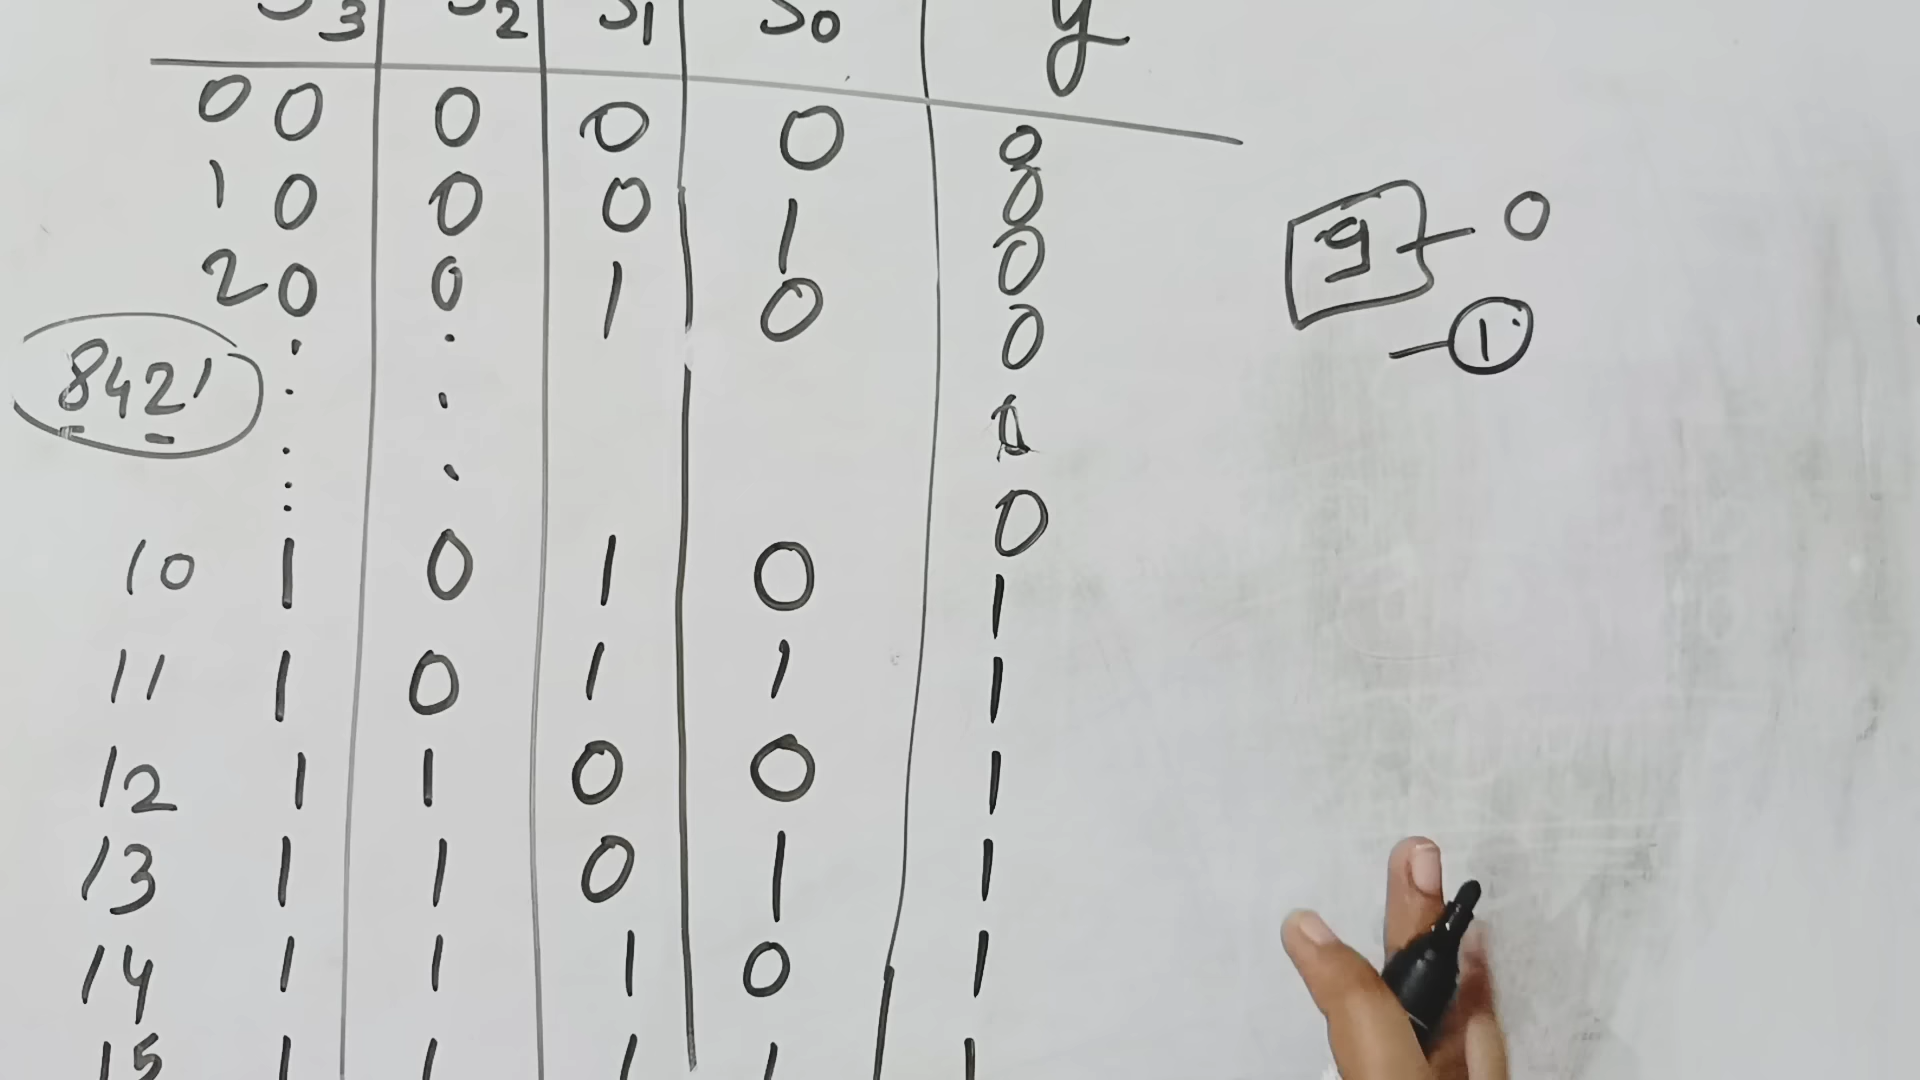 S3 S2 S1 S0 y
0 0 0 0 0 0
1 0 0 0 1 0
2 0 0 1 0 0
0
8421
0
10 1 0 1 0 1
11 1 0 1 1 1
12 1 1 0 0 1
13 1 1 0 1 1
14 1 1 1 0 1
15 1 1 1 1 1
9 - 0
- 1